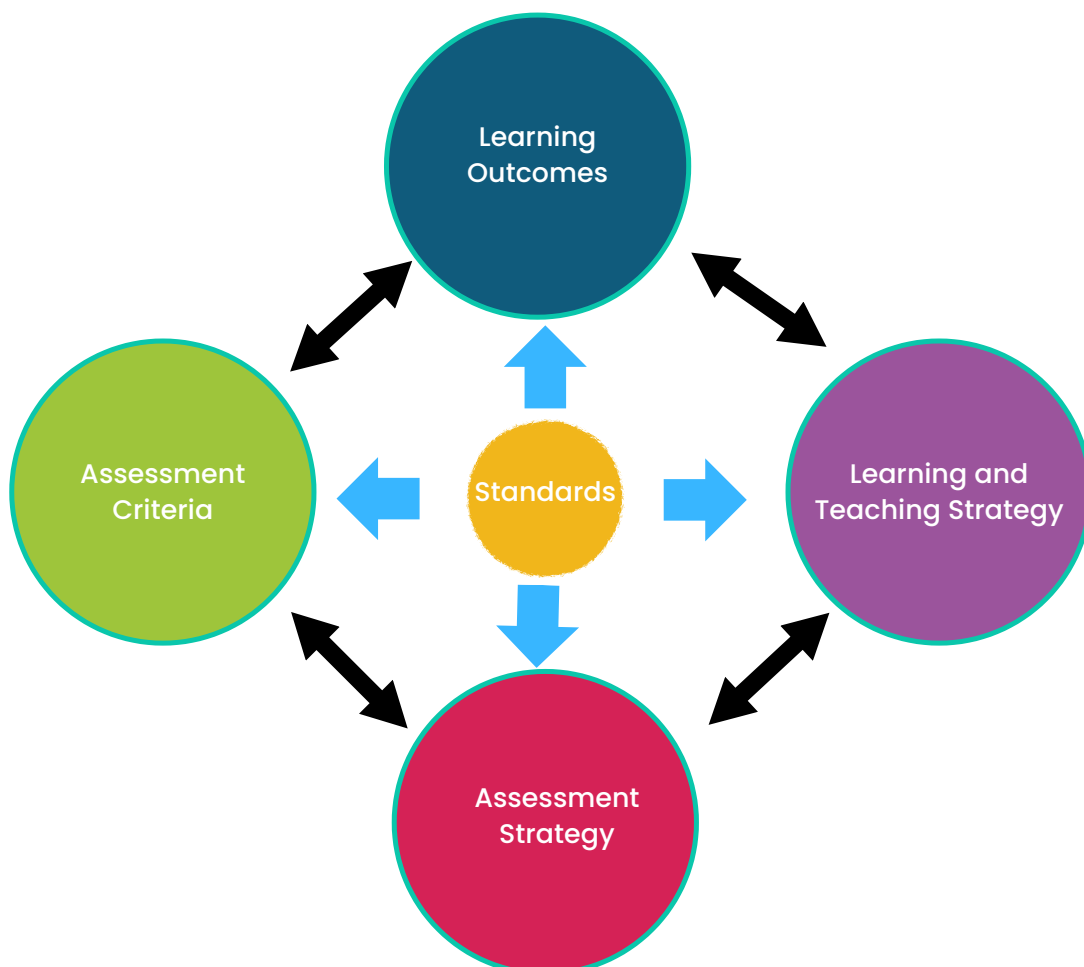 Learning
Outcomes
Assessment
Criteria
Standards
Learning and
Teaching Strategy
Assessment
Strategy